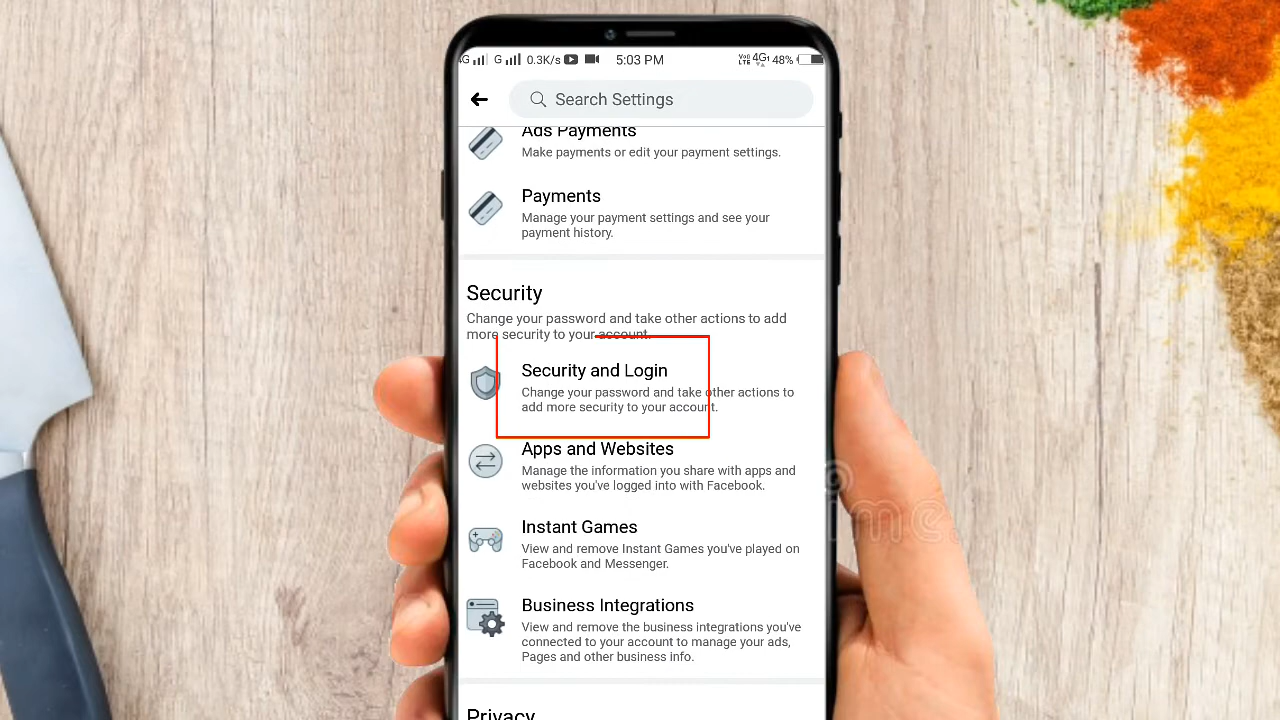 4G G 0.3K/s 5:03 PM VoD LTE 4G 48%
Search Settings
Ads Payments
Make payments or edit your payment settings.
Payments
Manage your payment settings and see your
payment history.
Security
Change your password and take other actions to add
more security to your account.
Security and Login
Change your password and take other actions to
add more security to your account.
Apps and Websites
Manage the information you share with apps and
websites you've logged into with Facebook.
Instant Games
View and remove Instant Games you've played on
Facebook and Messenger.
Business Integrations
View and remove the business integrations you've
connected to your account to manage your ads,
Pages and other business info.
Privacy